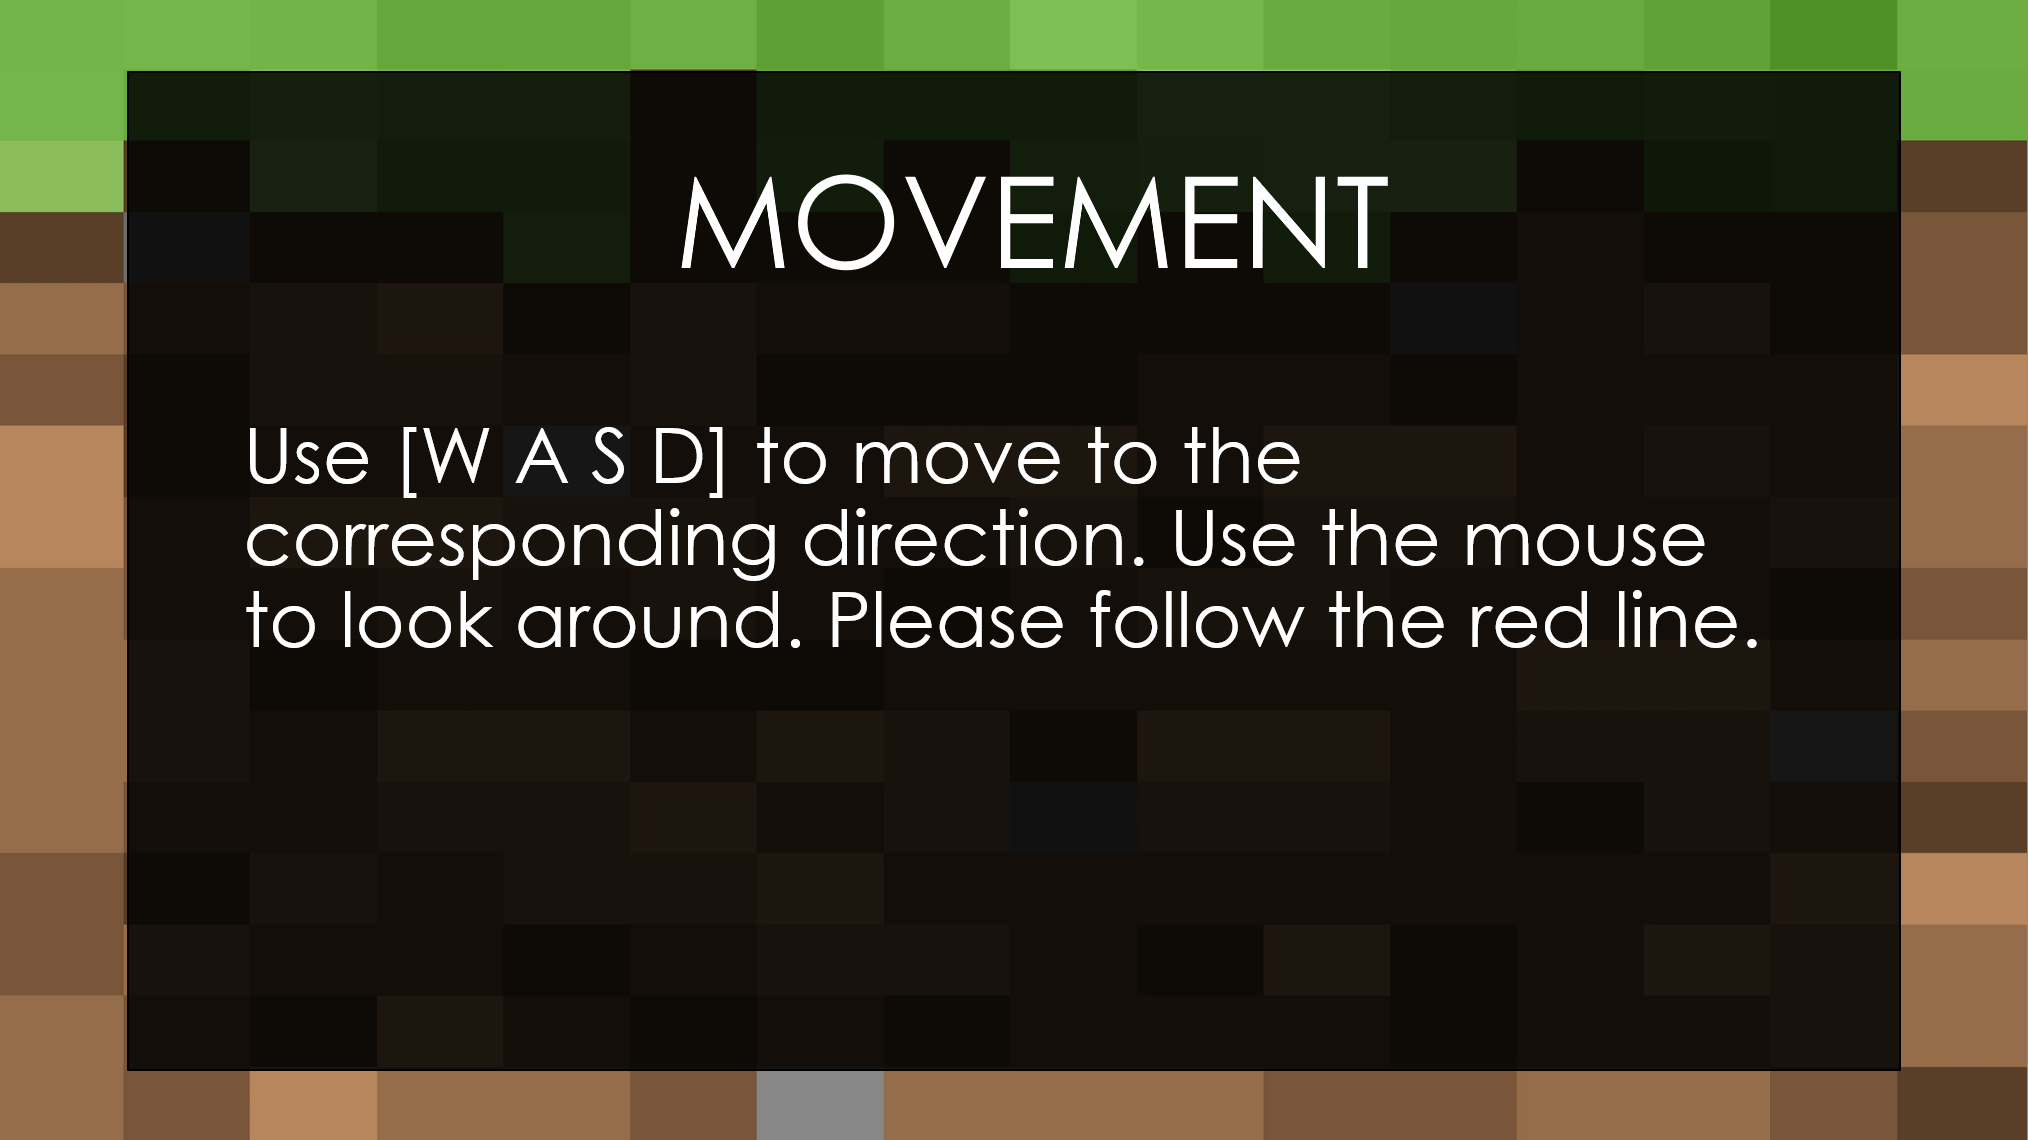 MOVEMENT
Use [W A S D] to move to the
corresponding direction. Use the mouse
to look around. Please follow the red line.